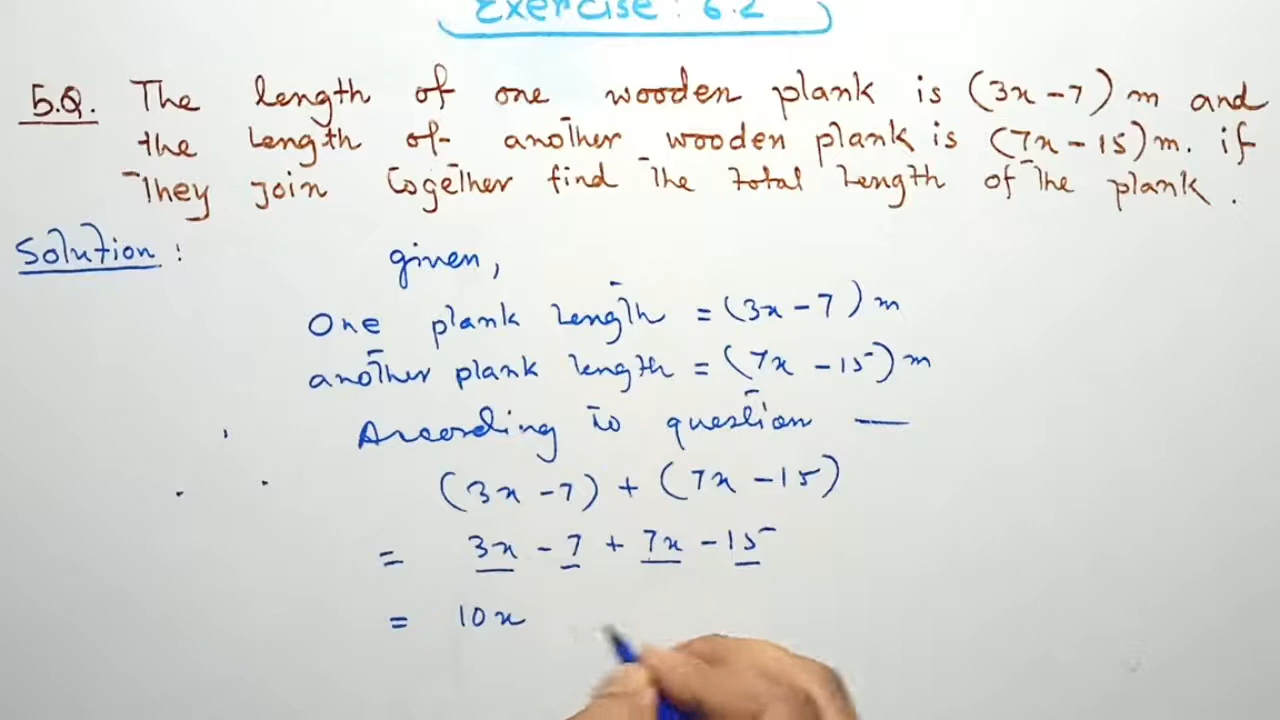 Exercise : 6.2
5.Q. The length of one wooden plank is (3x-7) m and
the length of another wooden plank is (7x-15) m. if
They join together find the total length of the plank.
Solution :
given,
One plank length = (3x-7) m
another plank length = (7x-15) m
According to question —
(3x-7) + (7x-15)
= 3x - 7 + 7x - 15
= 10x